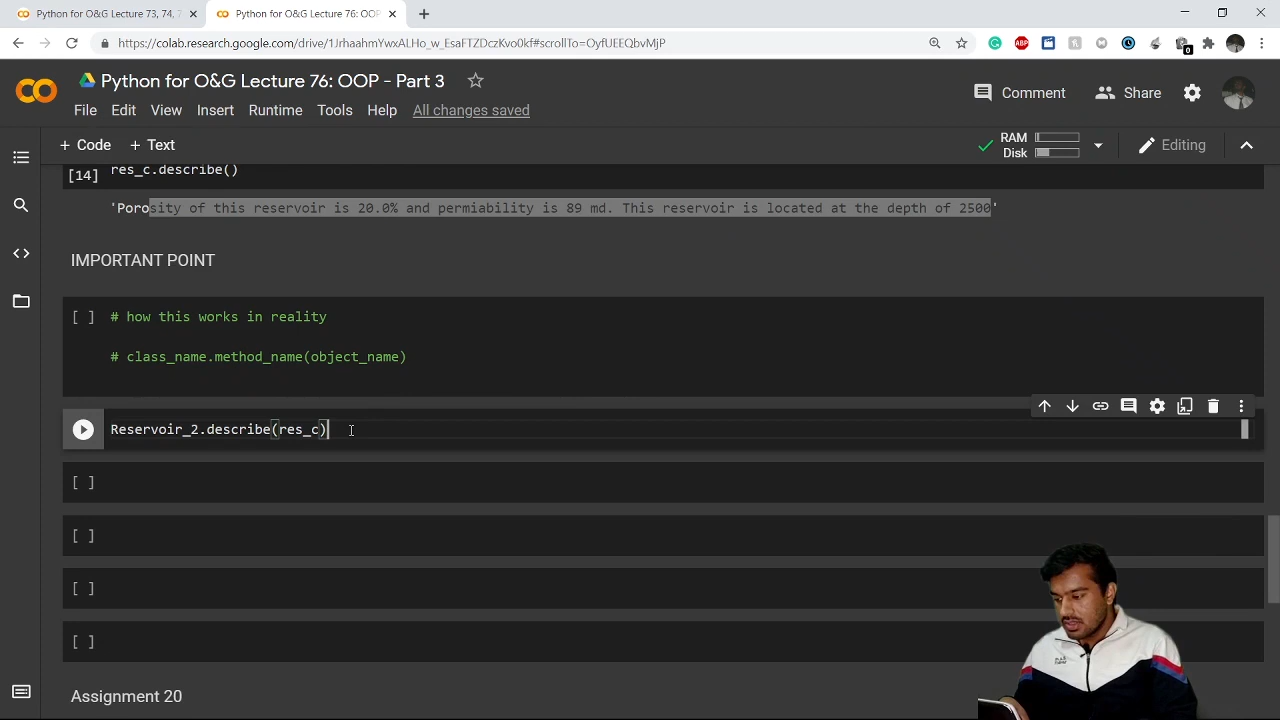 Python for O&G Lecture 73, 74, 7
Python for O&G Lecture 76: OOP -
https://colab.research.google.com/drive/1JrhaahnYwxALHo_w_EsaFTZDczKvo0kf#scrollTo=OyfUEEQbvMjP
ABP
0
Python for O&G Lecture 76: OOP - Part 3
Comment
Share
File Edit View Insert Runtime Tools Help All changes saved
+ Code + Text
RAM
Disk
Editing
[14] res_c.describe()
'Porosity of this reservoir is 20.0% and permiability is 89 md. This reservoir is located at the depth of 2500'
IMPORTANT POINT
[ ] # how this works in reality
# class_name.method_name(object_name)
Reservoir_2.describe(res_c)
[ ]
[ ]
[ ]
[ ]
Assignment 20